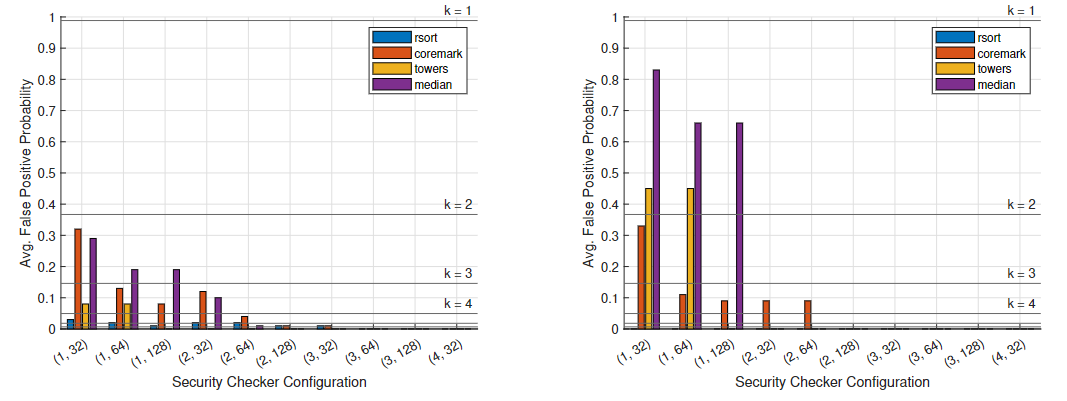 k = 1
1
rsort
coremark
towers
median
0.9
0.8
0.7
0.6
0.5
0.4
k = 2
0.3
0.2
k = 3
0.1
k = 4
0
Avg. False Positive Probability
(1, 32)
(1, 64)
(1, 128)
(2, 32)
(2, 64)
(2, 128)
(3, 32)
(3, 64)
(3, 128)
(4, 32)
Security Checker Configuration
k = 1
1
rsort
coremark
towers
median
0.9
0.8
0.7
0.6
0.5
0.4
k = 2
0.3
0.2
k = 3
0.1
k = 4
0
Avg. False Positive Probability
(1, 32)
(1, 64)
(1, 128)
(2, 32)
(2, 64)
(2, 128)
(3, 32)
(3, 64)
(3, 128)
(4, 32)
Security Checker Configuration